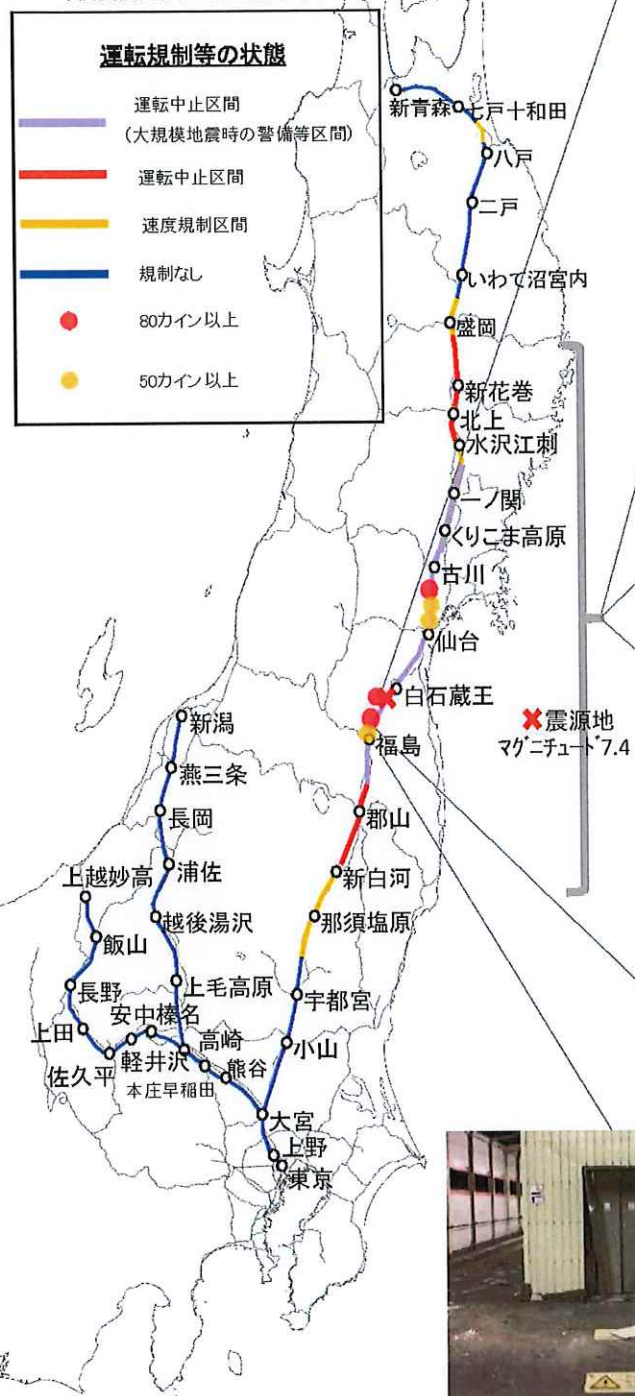 運転規制等の状態
運転中止区間
(大規模地震時の警備等区間)
運転中止区間
速度規制区間
規制なし
80カイン以上
50カイン以上
新青森
七戸十和田
八戸
二戸
いわて沼宮内
盛岡
新花巻
北上
水沢江刺
一ノ関
くりこま高原
古川
仙台
白石蔵王
震源地
マグニチュード7.4
福島
新潟
燕三条
長岡
郡山
浦佐
新白河
上越妙高
越後湯沢
那須塩原
飯山
長野
上毛高原
宇都宮
安中榛名
上田
高崎
小山
軽井沢
佐久平
熊谷
本庄早稲田
大宮
上野
東京